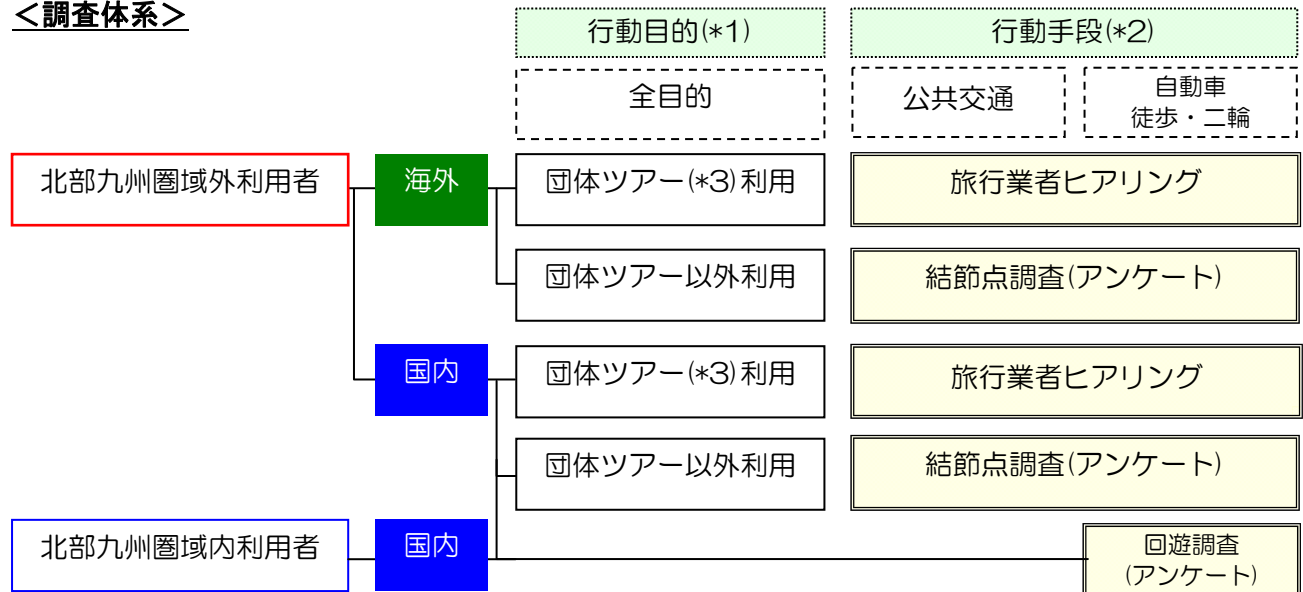 ＜調査体系＞
行動目的(*1)
行動手段(*2)
全目的
公共交通
自動車
徒歩・二輪
北部九州圏域外利用者
海外
団体ツアー(*3)利用
旅行業者ヒアリング
団体ツアー以外利用
結節点調査(アンケート)
国内
団体ツアー(*3)利用
旅行業者ヒアリング
団体ツアー以外利用
結節点調査(アンケート)
北部九州圏域内利用者
国内
回遊調査
(アンケート)